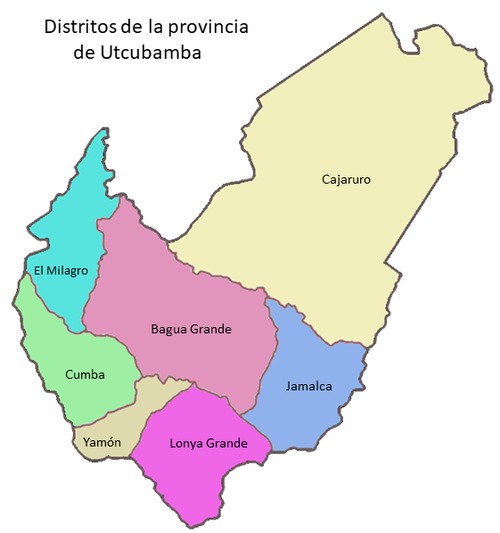 Distritos de la provincia
de Utcubamba
Cajaruro
El Milagro
Bagua Grande
Cumba
Jamalca
Yamón
Lonya Grande